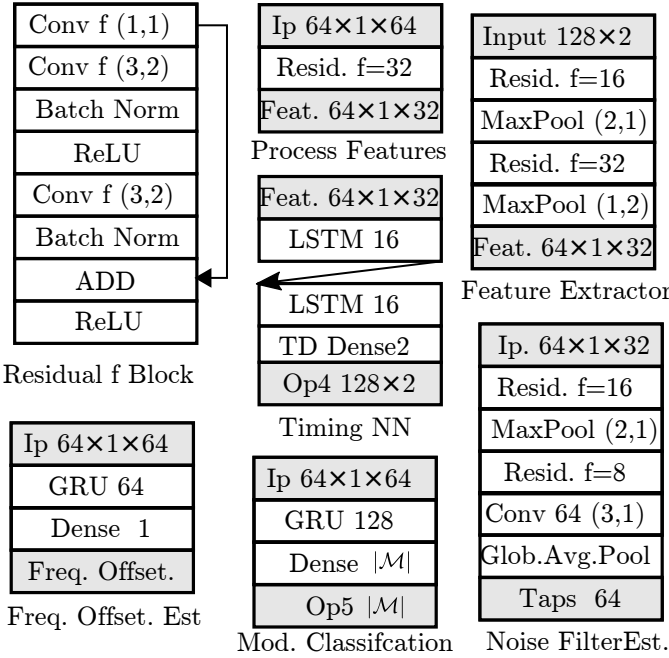 Conv f (1,1)
Conv f (3,2)
Batch Norm
ReLU
Conv f (3,2)
Batch Norm
ADD
ReLU
Residual f Block
Ip 64×1×64
Resid. f=32
Feat. 64×1×32
Process Features
Feat. 64×1×32
LSTM 16
LSTM 16
TD Dense2
Op4 128×2
Timing NN
Input 128×2
Resid. f=16
MaxPool (2,1)
Resid. f=32
MaxPool (1,2)
Feat. 64×1×32
Feature Extractor
Ip 64×1×64
GRU 64
Dense 1
Freq. Offset.
Freq. Offset. Est
Ip 64×1×64
GRU 128
Dense |ℳ|
Op5 |ℳ|
Mod. Classifcation
Ip. 64×1×32
Resid. f=16
MaxPool (2,1)
Resid. f=8
Conv 64 (3,1)
Glob.Avg.Pool
Taps 64
Noise FilterEst.